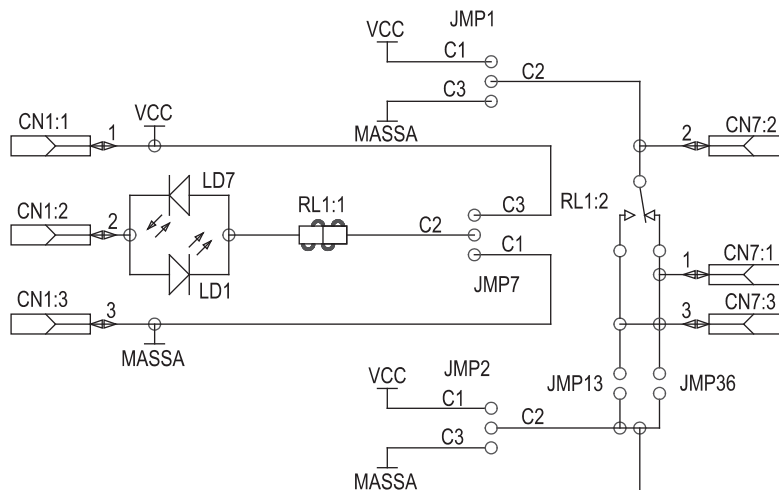 JMP1
VCC
C1
C2
C3
MASSA
CN1:1
1
VCC
2
CN7:2
LD7
CN1:2
2
RL1:1
C2
C3
RL1:2
C1
LD1
JMP7
1
CN7:1
CN1:3
3
3
CN7:3
MASSA
JMP2
VCC
JMP13
JMP36
C1
C2
C3
MASSA